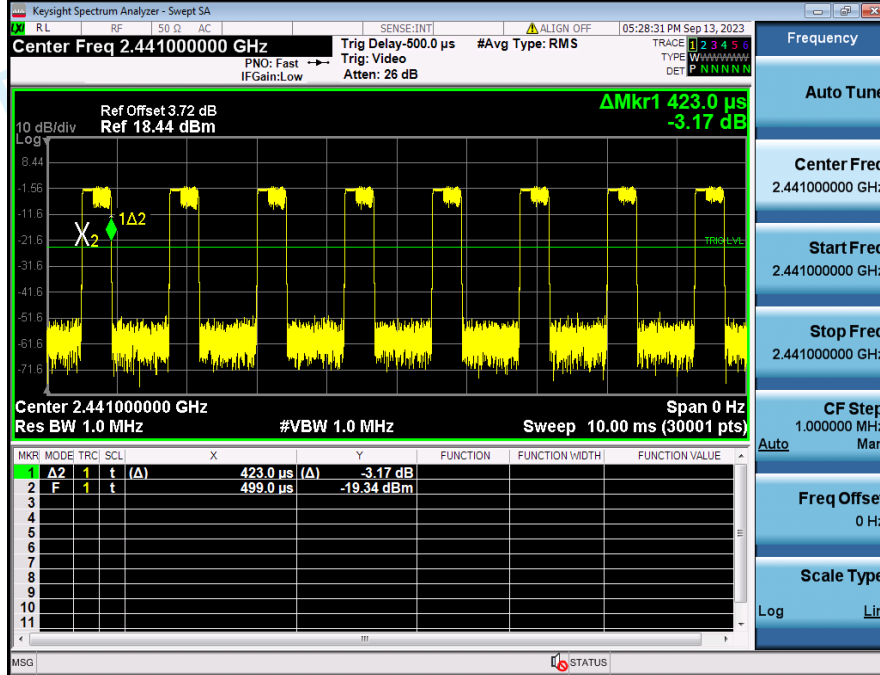 Keysight Spectrum Analyzer - Swept SA
LXI RL RF 50 Ω AC SENSE:INT ALIGN OFF 05:28:31 PM Sep 13, 2023
Center Freq 2.441000000 GHz
PNO: Fast
IFGain:Low
Trig Delay-500.0 µs
Trig: Video
Atten: 26 dB
#Avg Type: RMS
TRACE 1 2 3 4 5 6
TYPE WWWWWW
DET P N N N N N
Ref Offset 3.72 dB
10 dB/div Ref 18.44 dBm
Log
ΔMkr1 423.0 µs
-3.17 dB
8.44
-1.56
-11.6
-21.6
-31.6
-41.6
-51.6
-61.6
-71.6
1Δ2
X2
TRIG LVL
Center 2.441000000 GHz Span 0 Hz
Res BW 1.0 MHz #VBW 1.0 MHz Sweep 10.00 ms (30001 pts)
MKR MODE TRC SCL X Y FUNCTION FUNCTION WIDTH FUNCTION VALUE
1 Δ2 1 t (Δ) 423.0 µs (Δ) -3.17 dB
2 F 1 t 499.0 µs -19.34 dBm
3
4
5
6
7
8
9
10
11
MSG STATUS
Frequency
Auto Tune
Center Freq
2.441000000 GHz
Start Freq
2.441000000 GHz
Stop Freq
2.441000000 GHz
CF Step
1.000000 MHz
Auto Man
Freq Offset
0 Hz
Scale Type
Log Lin